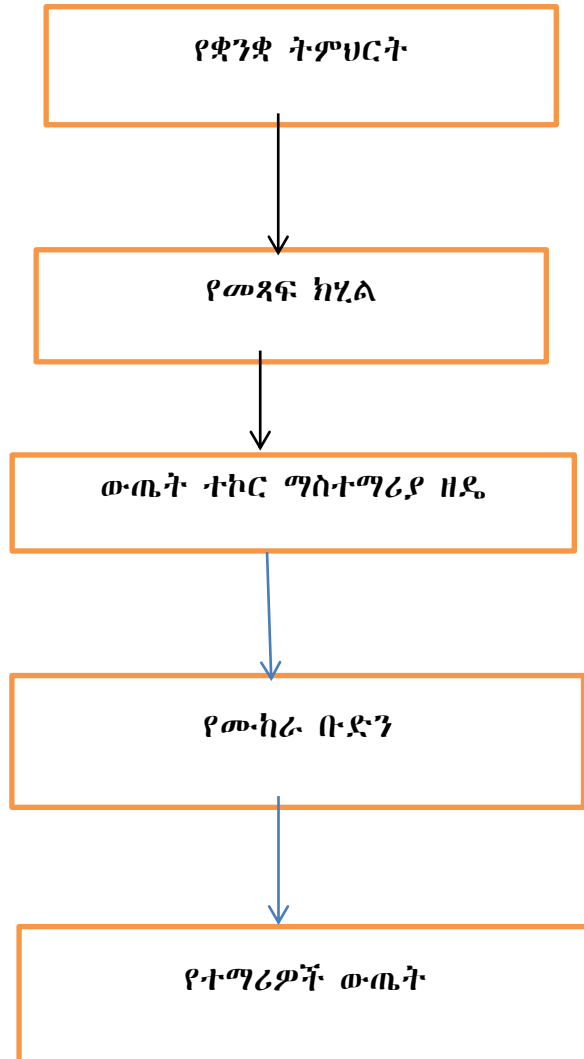 የቋንቋ ትምህርት
የመጻፍ ክሂል
ውጤት ተኮር ማስተማሪያ ዘዴ
የሙከራ ቡድን
የተማሪዎች ውጤት